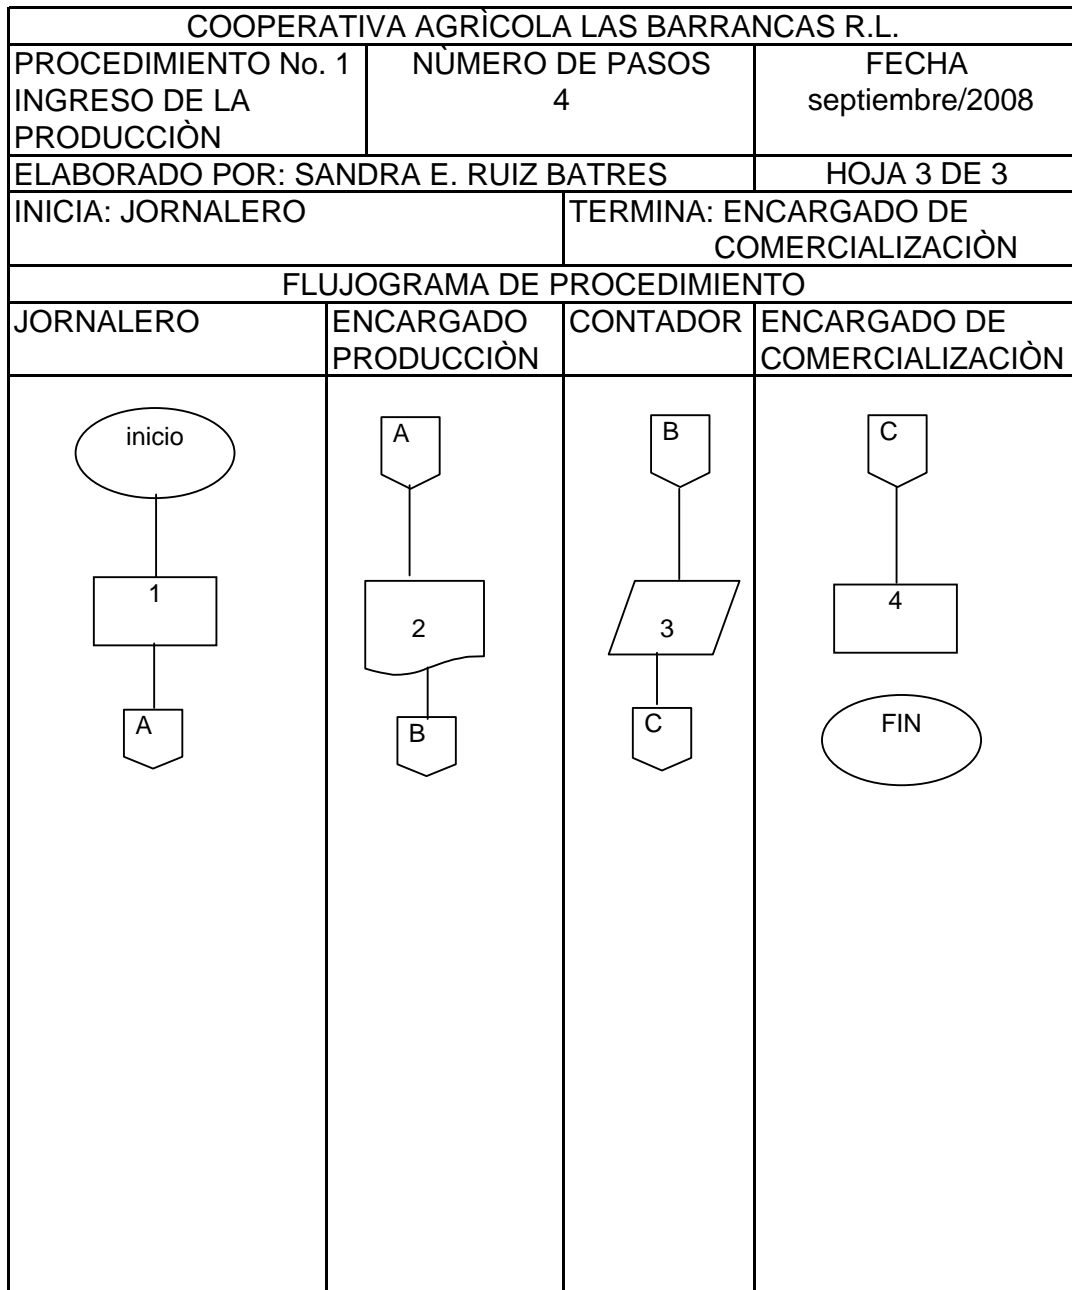 COOPERATIVA AGRÌCOLA LAS BARRANCAS R.L.
PROCEDIMIENTO No. 1
INGRESO DE LA
PRODUCCIÒN
NÙMERO DE PASOS
4
FECHA
septiembre/2008
ELABORADO POR: SANDRA E. RUIZ BATRES
HOJA 3 DE 3
INICIA: JORNALERO
TERMINA: ENCARGADO DE
COMERCIALIZACIÒN
FLUJOGRAMA DE PROCEDIMIENTO
JORNALERO
ENCARGADO
PRODUCCIÒN
CONTADOR
ENCARGADO DE
COMERCIALIZACIÒN
inicio
1
A
A
2
B
B
3
C
C
4
FIN